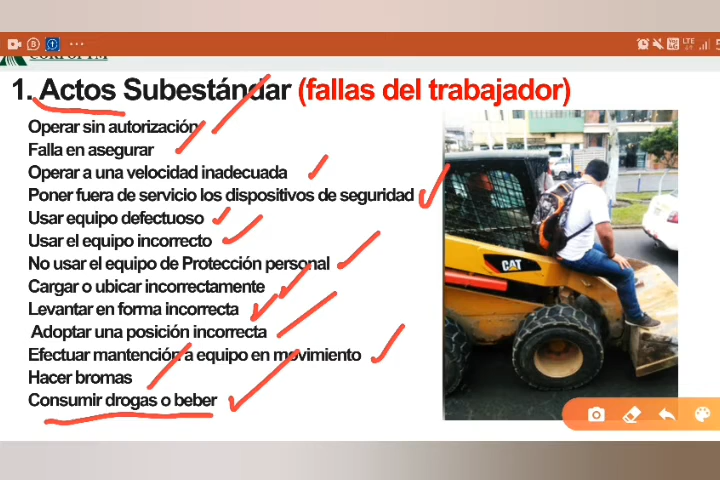 LTE
1. Actos Subestándar (fallas del trabajador)
Operar sin autorización
Falla en asegurar
Operar a una velocidad inadecuada
Poner fuera de servicio los dispositivos de seguridad
Usar equipo defectuoso
Usar el equipo incorrecto
No usar el equipo de Protección personal
Cargar o ubicar incorrectamente
Levantar en forma incorrecta
Adoptar una posición incorrecta
Efectuar mantención a equipo en movimiento
Hacer bromas
Consumir drogas o beber
CAT